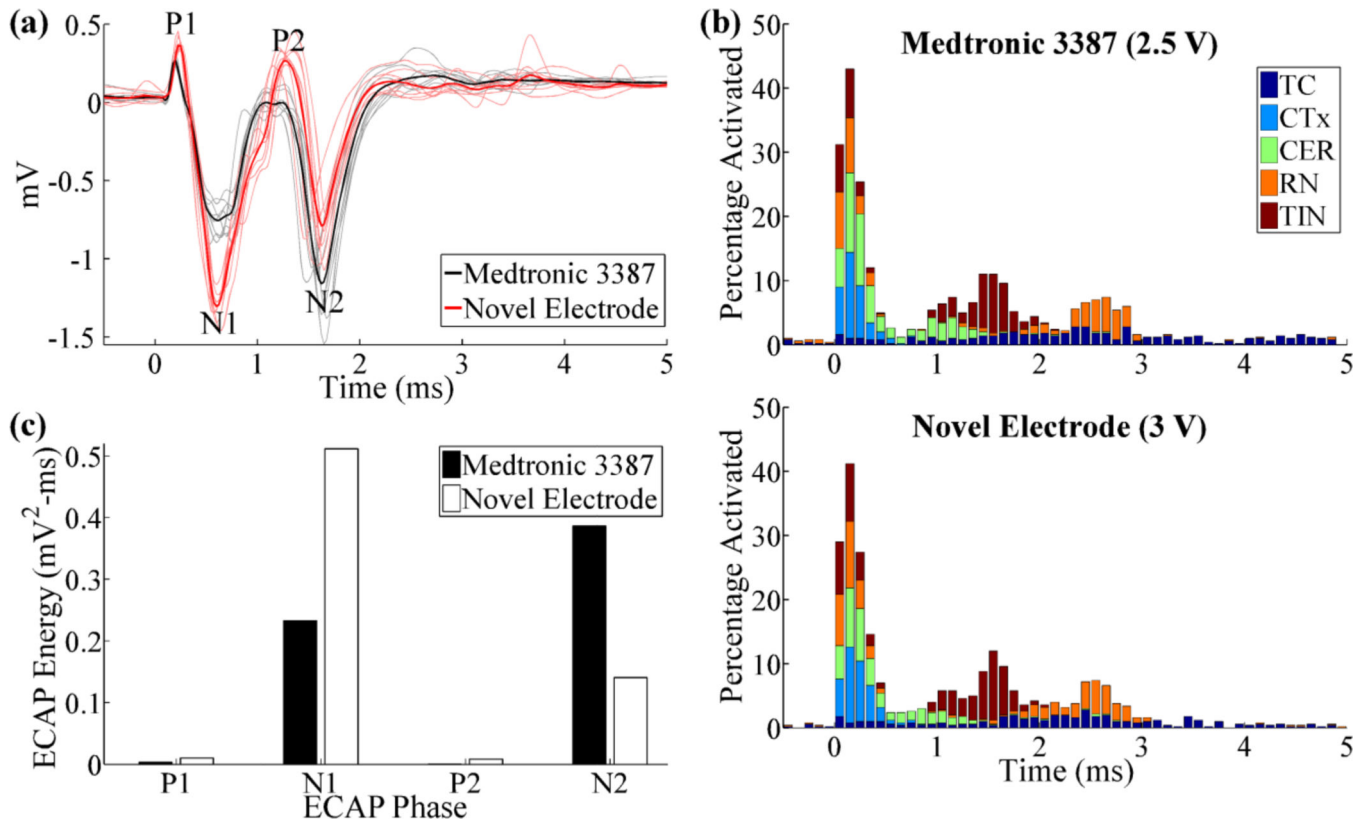 (a)
0.5
0
-0.5
-1
-1.5
mV
P1
P2
N1
N2
Medtronic 3387
Novel Electrode
0 1 2 3 4 5
Time (ms)
(b)
Medtronic 3387 (2.5 V)
50
40
30
20
10
0
Percentage Activated
TC
CTx
CER
RN
TIN
0 1 2 3 4 5
Novel Electrode (3 V)
50
40
30
20
10
0
Percentage Activated
0 1 2 3 4 5
Time (ms)
(c)
0.5
0.4
0.3
0.2
0.1
0
ECAP Energy (mV²-ms)
Medtronic 3387
Novel Electrode
P1 N1 P2 N2
ECAP Phase